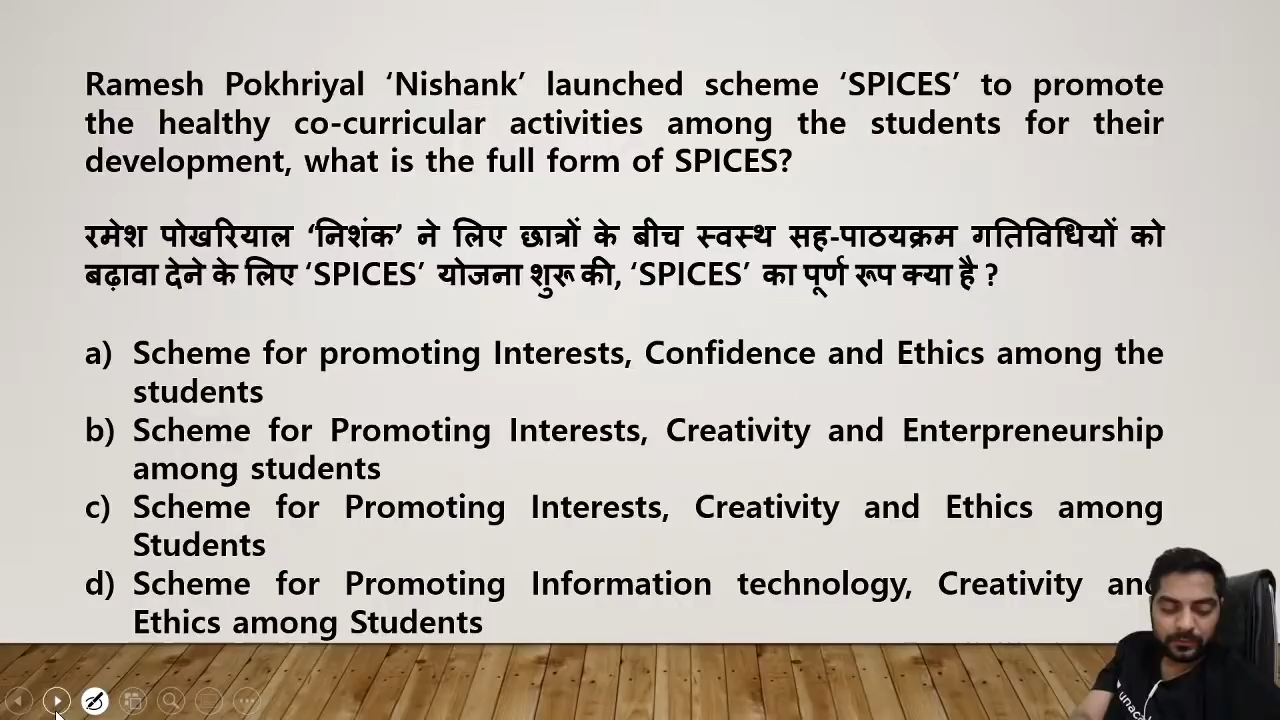 Ramesh Pokhriyal ‘Nishank’ launched scheme ‘SPICES’ to promote
the healthy co-curricular activities among the students for their
development, what is the full form of SPICES?
रमेश पोखरियाल ‘निशंक’ ने लिए छात्रों के बीच स्वस्थ सह-पाठयक्रम गतिविधियों को
बढ़ावा देने के लिए ‘SPICES’ योजना शुरू की, ‘SPICES’ का पूर्ण रूप क्या है ?
a) Scheme for promoting Interests, Confidence and Ethics among the
students
b) Scheme for Promoting Interests, Creativity and Enterpreneurship
among students
c) Scheme for Promoting Interests, Creativity and Ethics among
Students
d) Scheme for Promoting Information technology, Creativity and
Ethics among Students